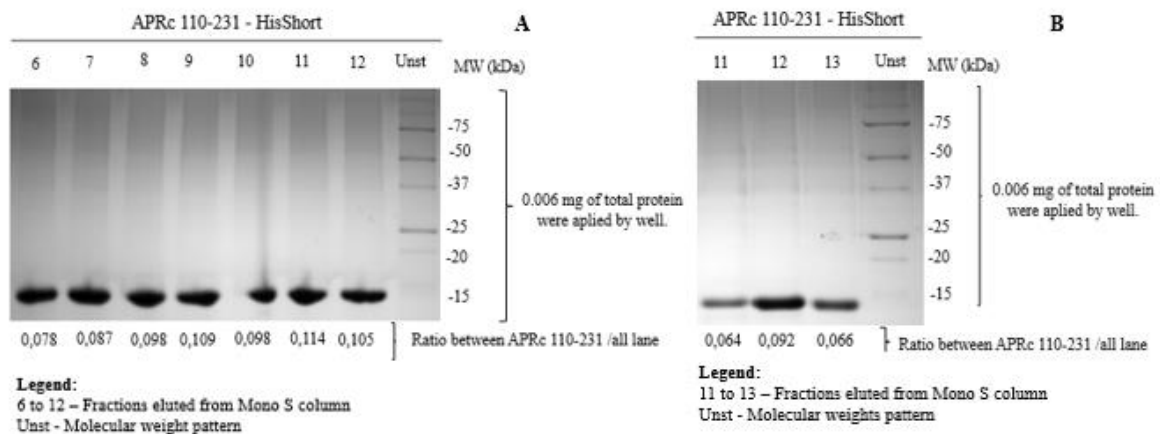 APRc 110-231 - HisShort
A
6 7 8 9 10 11 12 Unst MW (kDa)
-75
-50
-37
-25
-20
-15
0.006 mg of total protein
were aplied by well.
0,078 0,087 0,098 0,109 0,098 0,114 0,105 Ratio between APRc 110-231 /all lane
Legend:
6 to 12 – Fractions eluted from Mono S column
Unst - Molecular weight pattern
APRc 110-231 - HisShort
B
11 12 13 Unst MW (kDa)
-75
-50
-37
-25
-20
-15
0.006 mg of total protein
were aplied by well.
0,064 0,092 0,066 Ratio between APRc 110-231 /all lane
Legend:
11 to 13 – Fractions eluted from Mono S column
Unst - Molecular weights pattern